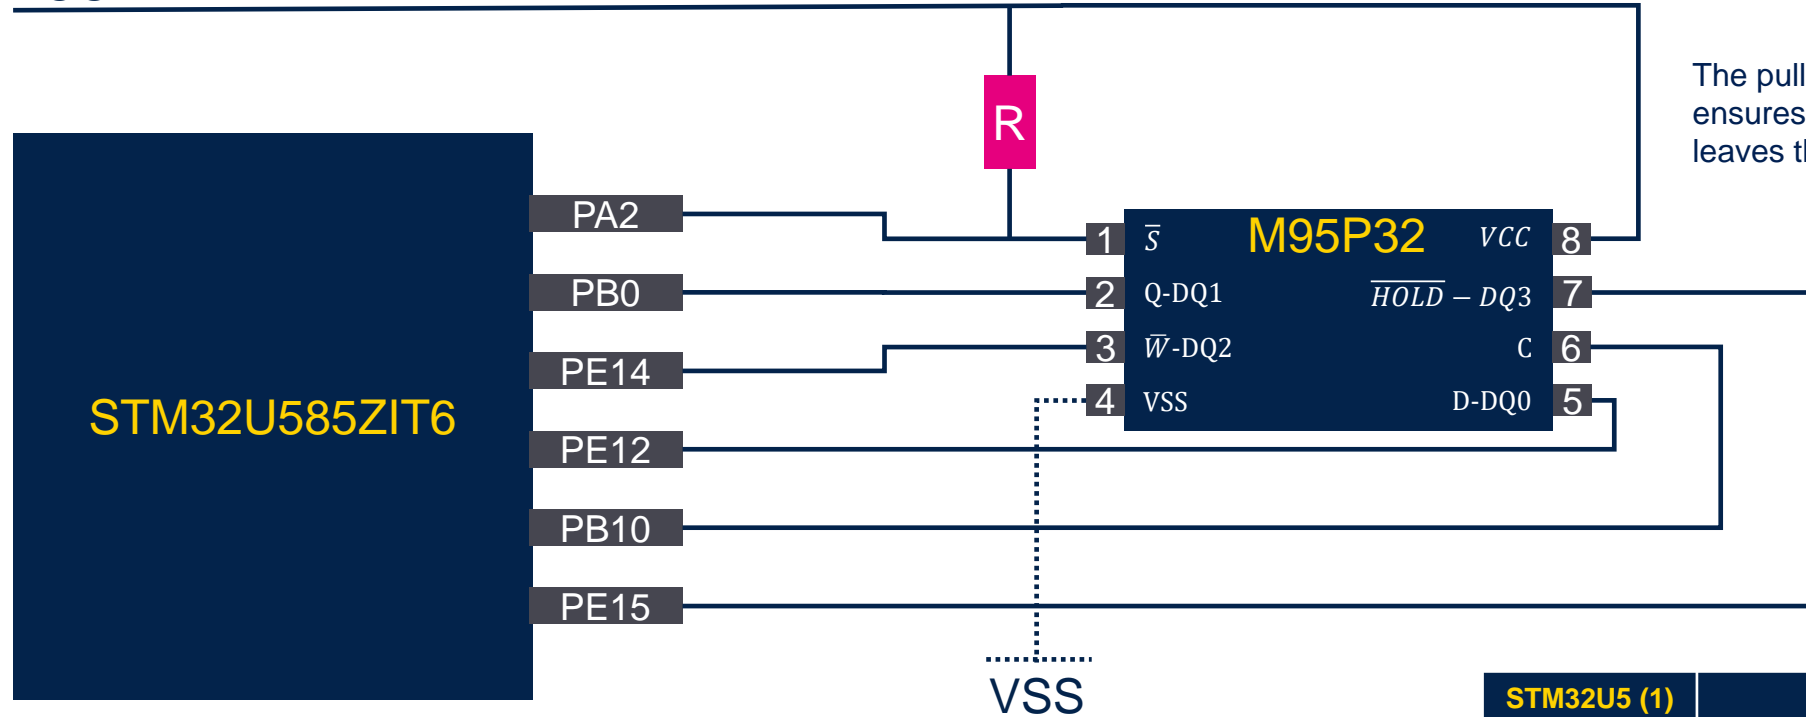 The pull
ensures
leaves
R
PA2
PB0
PE14
PE12
PB10
PE15
STM32U585ZIT6
M95P32
1 S̅ VCC 8
2 Q-DQ1 H̅O̅L̅D̅ – DQ3 7
3 W̅-DQ2 C 6
4 VSS D-DQ0 5
VSS
STM32U5 (1)